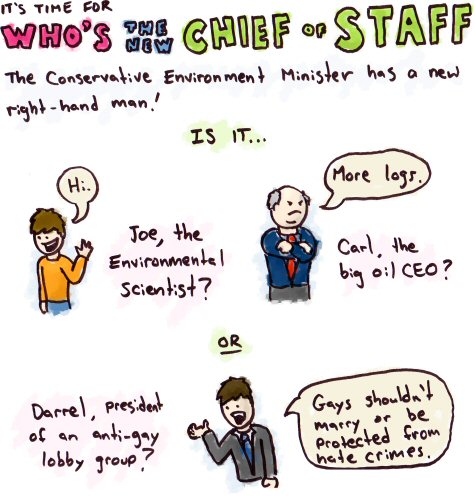 IT'S TIME FOR
WHO'S THE NEW CHIEF OF STAFF
The Conservative Environment Minister has a new
right-hand man!
IS IT...
Hi.
Joe, the
Environmental
Scientist?
More logs.
Carl, the
big oil CEO?
OR
Darrel, president
of an anti-gay
lobby group?
Gays shouldn't
marry or be
protected from
hate crimes.